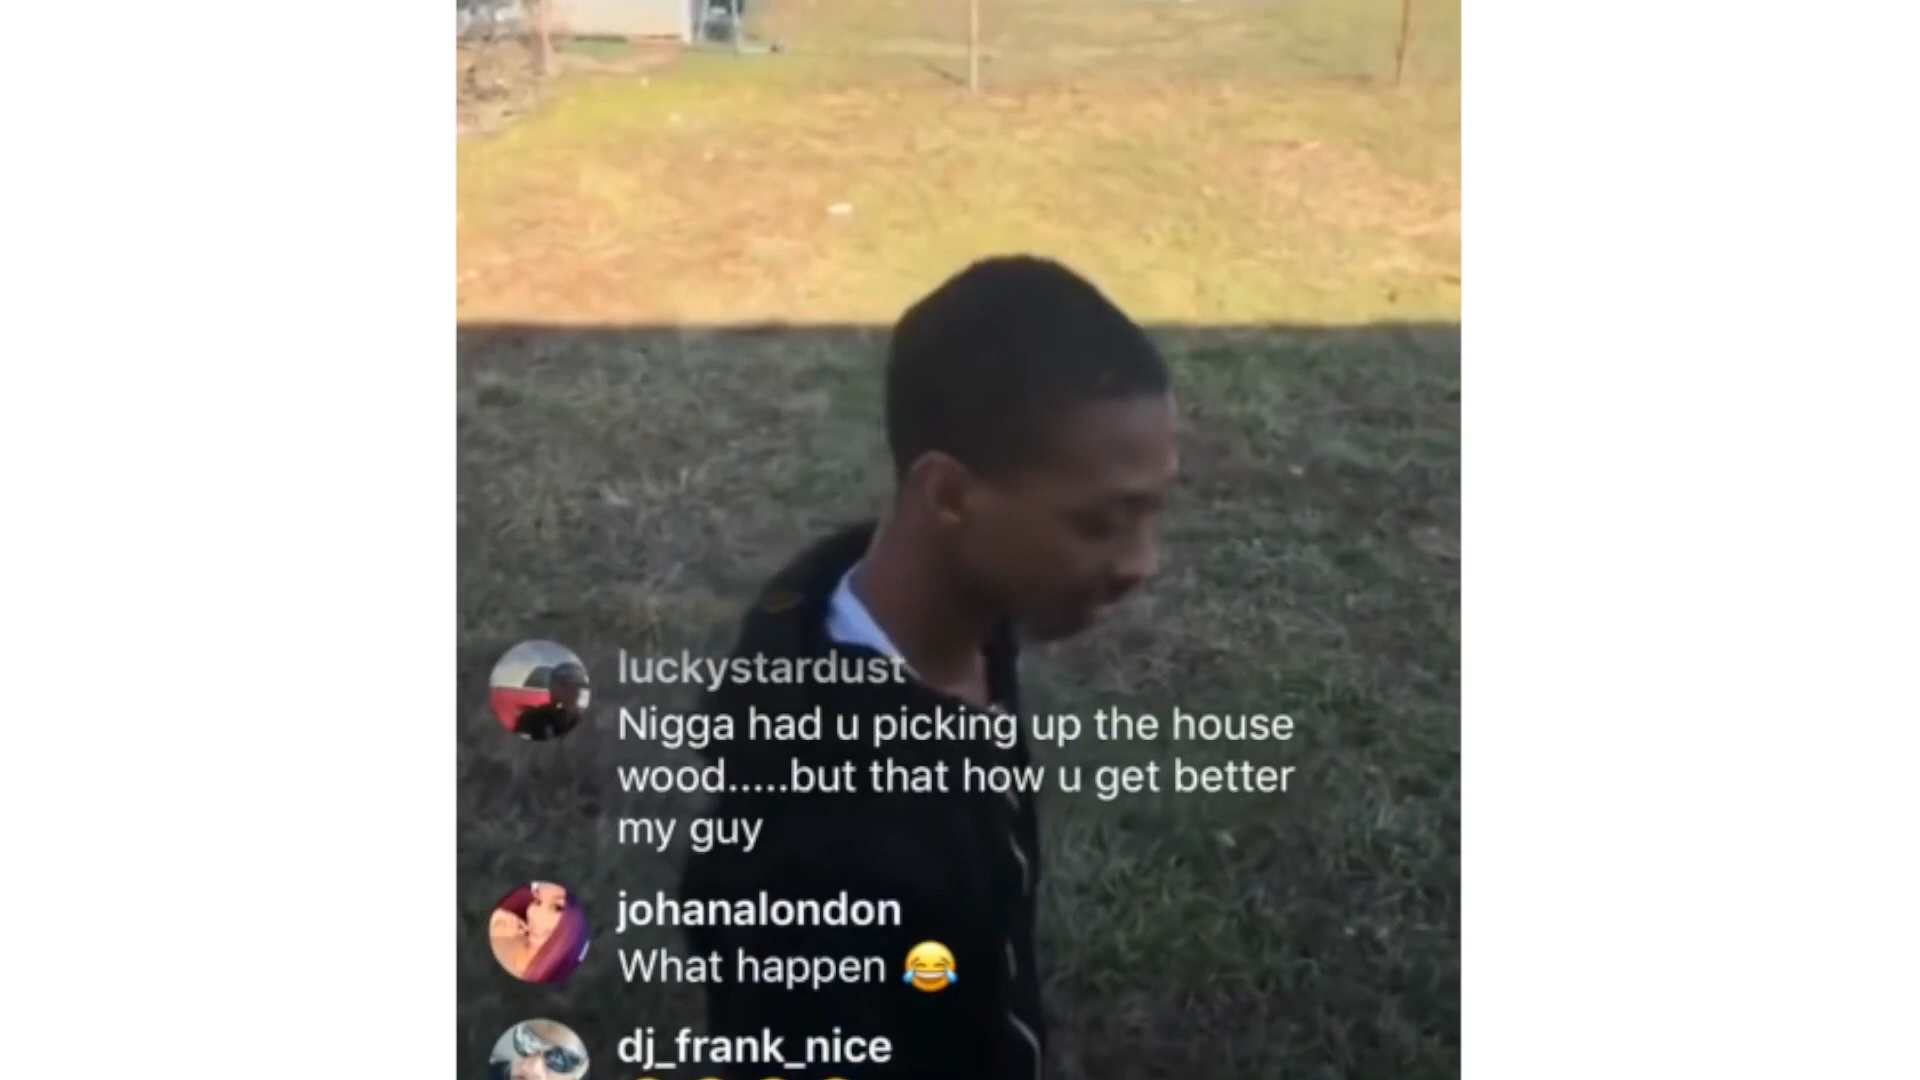 luckystardust
Nigga had u picking up the house
wood.....but that how u get better
my guy
johanalondon
What happen 😂
dj_frank_nice